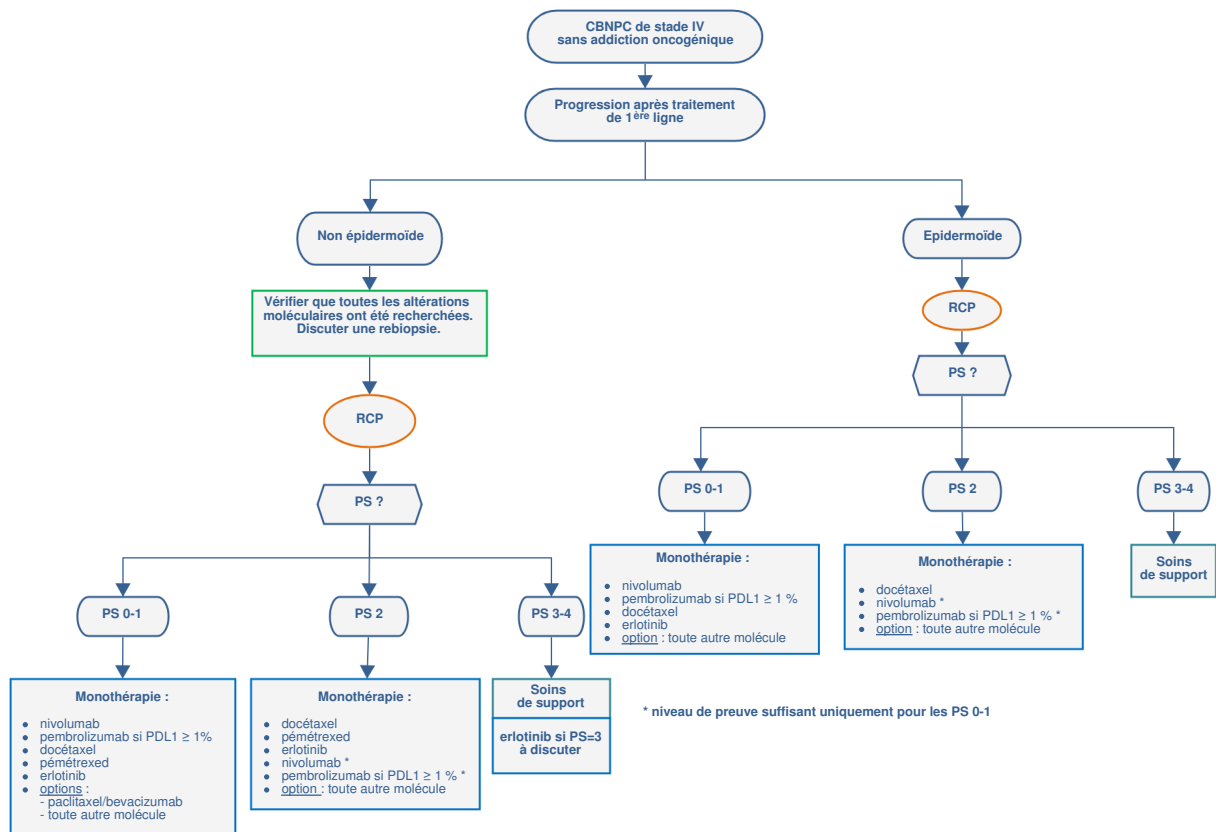 CBNPC de stade IV
sans addiction oncogénique
Progression après traitement
de 1ère ligne
Non épidermoïde
Epidermoïde
Vérifier que toutes les altérations
moléculaires ont été recherchées.
Discuter une rebiopsie.
RCP
RCP
PS ?
PS ?
PS 0-1
PS 2
PS 3-4
Monothérapie :
• nivolumab
• pembrolizumab si PDL1 ≥ 1 %
• docétaxel
• erlotinib
• option : toute autre molécule
Monothérapie :
• docétaxel
• nivolumab *
• pembrolizumab si PDL1 ≥ 1 % *
• option : toute autre molécule
Soins
de support
PS 0-1
PS 2
PS 3-4
Monothérapie :
• nivolumab
• pembrolizumab si PDL1 ≥ 1%
• docétaxel
• pémétrexed
• erlotinib
• options :
- paclitaxel/bevacizumab
- toute autre molécule
Monothérapie :
• docétaxel
• pémétrexed
• erlotinib
• nivolumab *
• pembrolizumab si PDL1 ≥ 1 % *
• option : toute autre molécule
Soins
de support
erlotinib si PS=3
à discuter
* niveau de preuve suffisant uniquement pour les PS 0-1